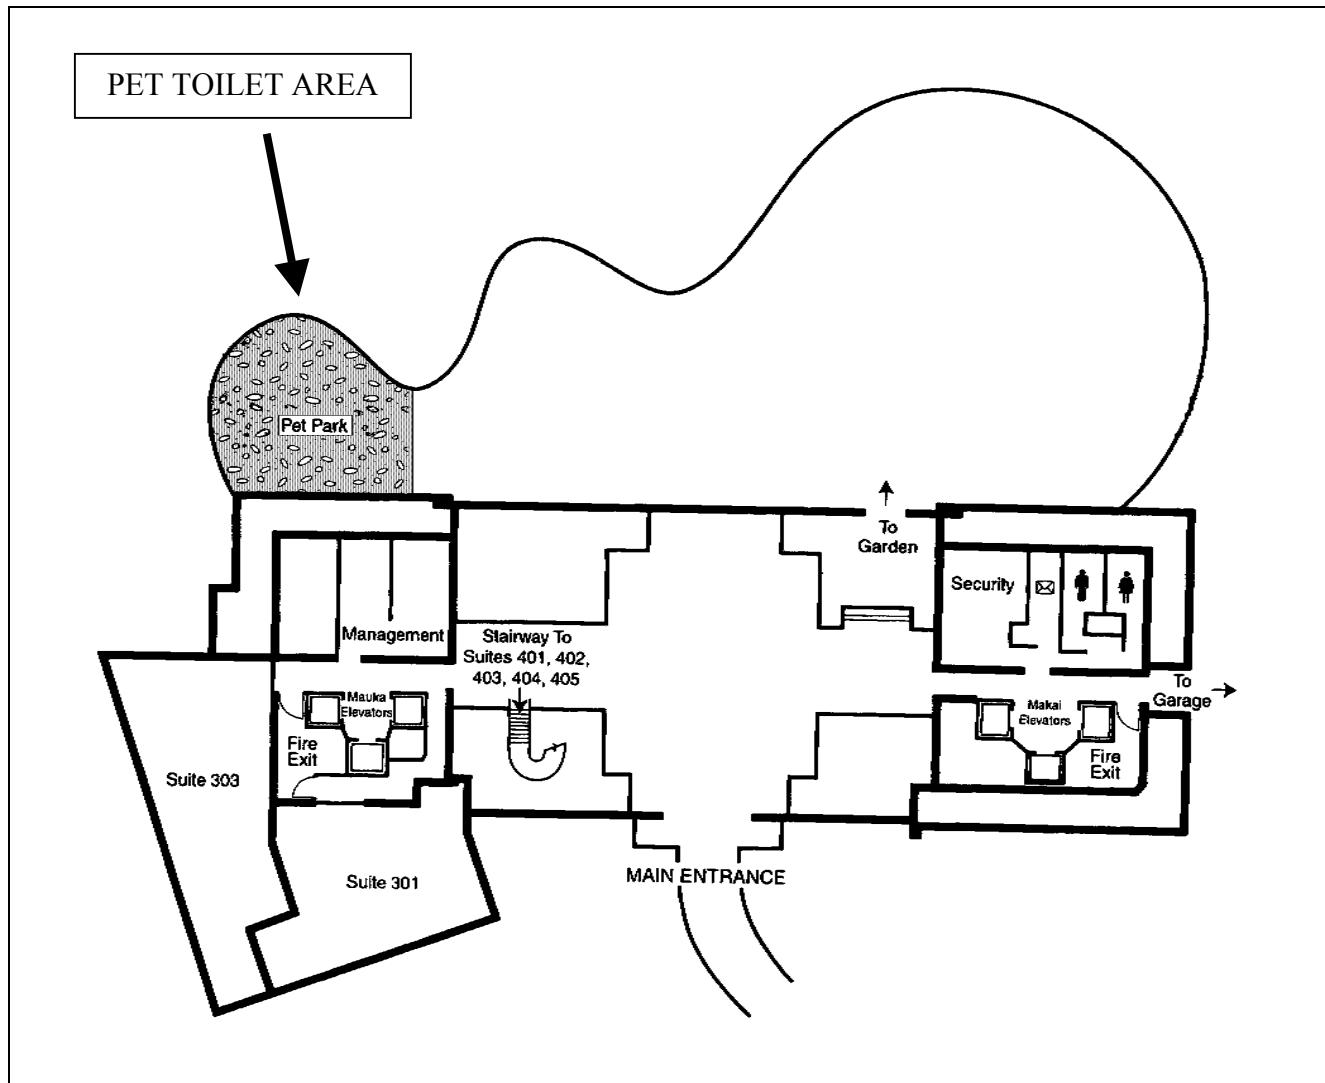 PET TOILET AREA
Pet Park
To
Garden
Security
Management
Stairway To
Suites 401, 402,
403, 404, 405
To
Garage
Mauka
Elevators
Makai
Elevators
Fire
Exit
Fire
Exit
Suite 303
Suite 301
MAIN ENTRANCE